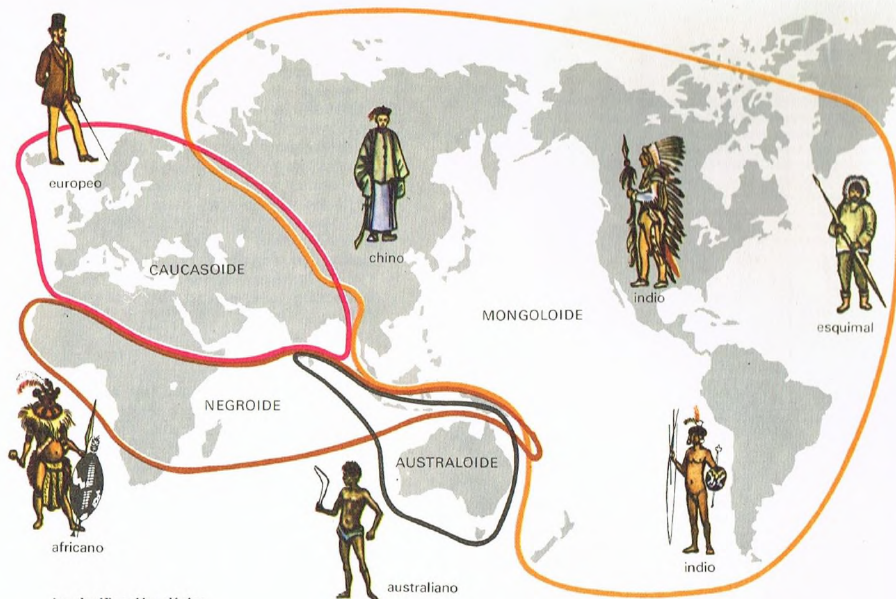 europeo
CAUCASOIDE
chino
indio
esquimal
MONGOLOIDE
NEGROIDE
AUSTRALOIDE
africano
australiano
indio